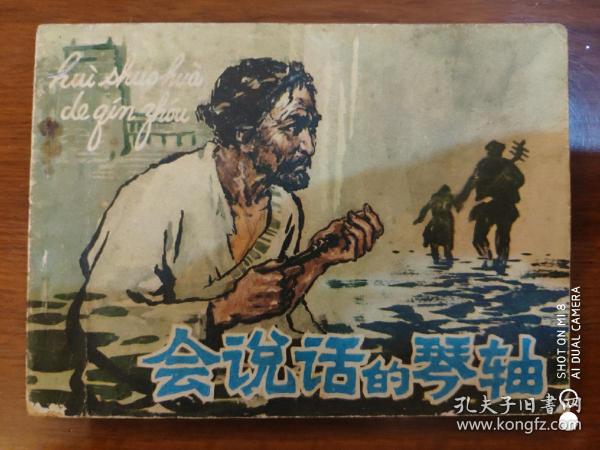 huì shuo huà
de qín zhóu
会说话的琴轴
SHOT ON MI 8
AI DUAL CAMERA
孔夫子旧书网
www.kongfz.com